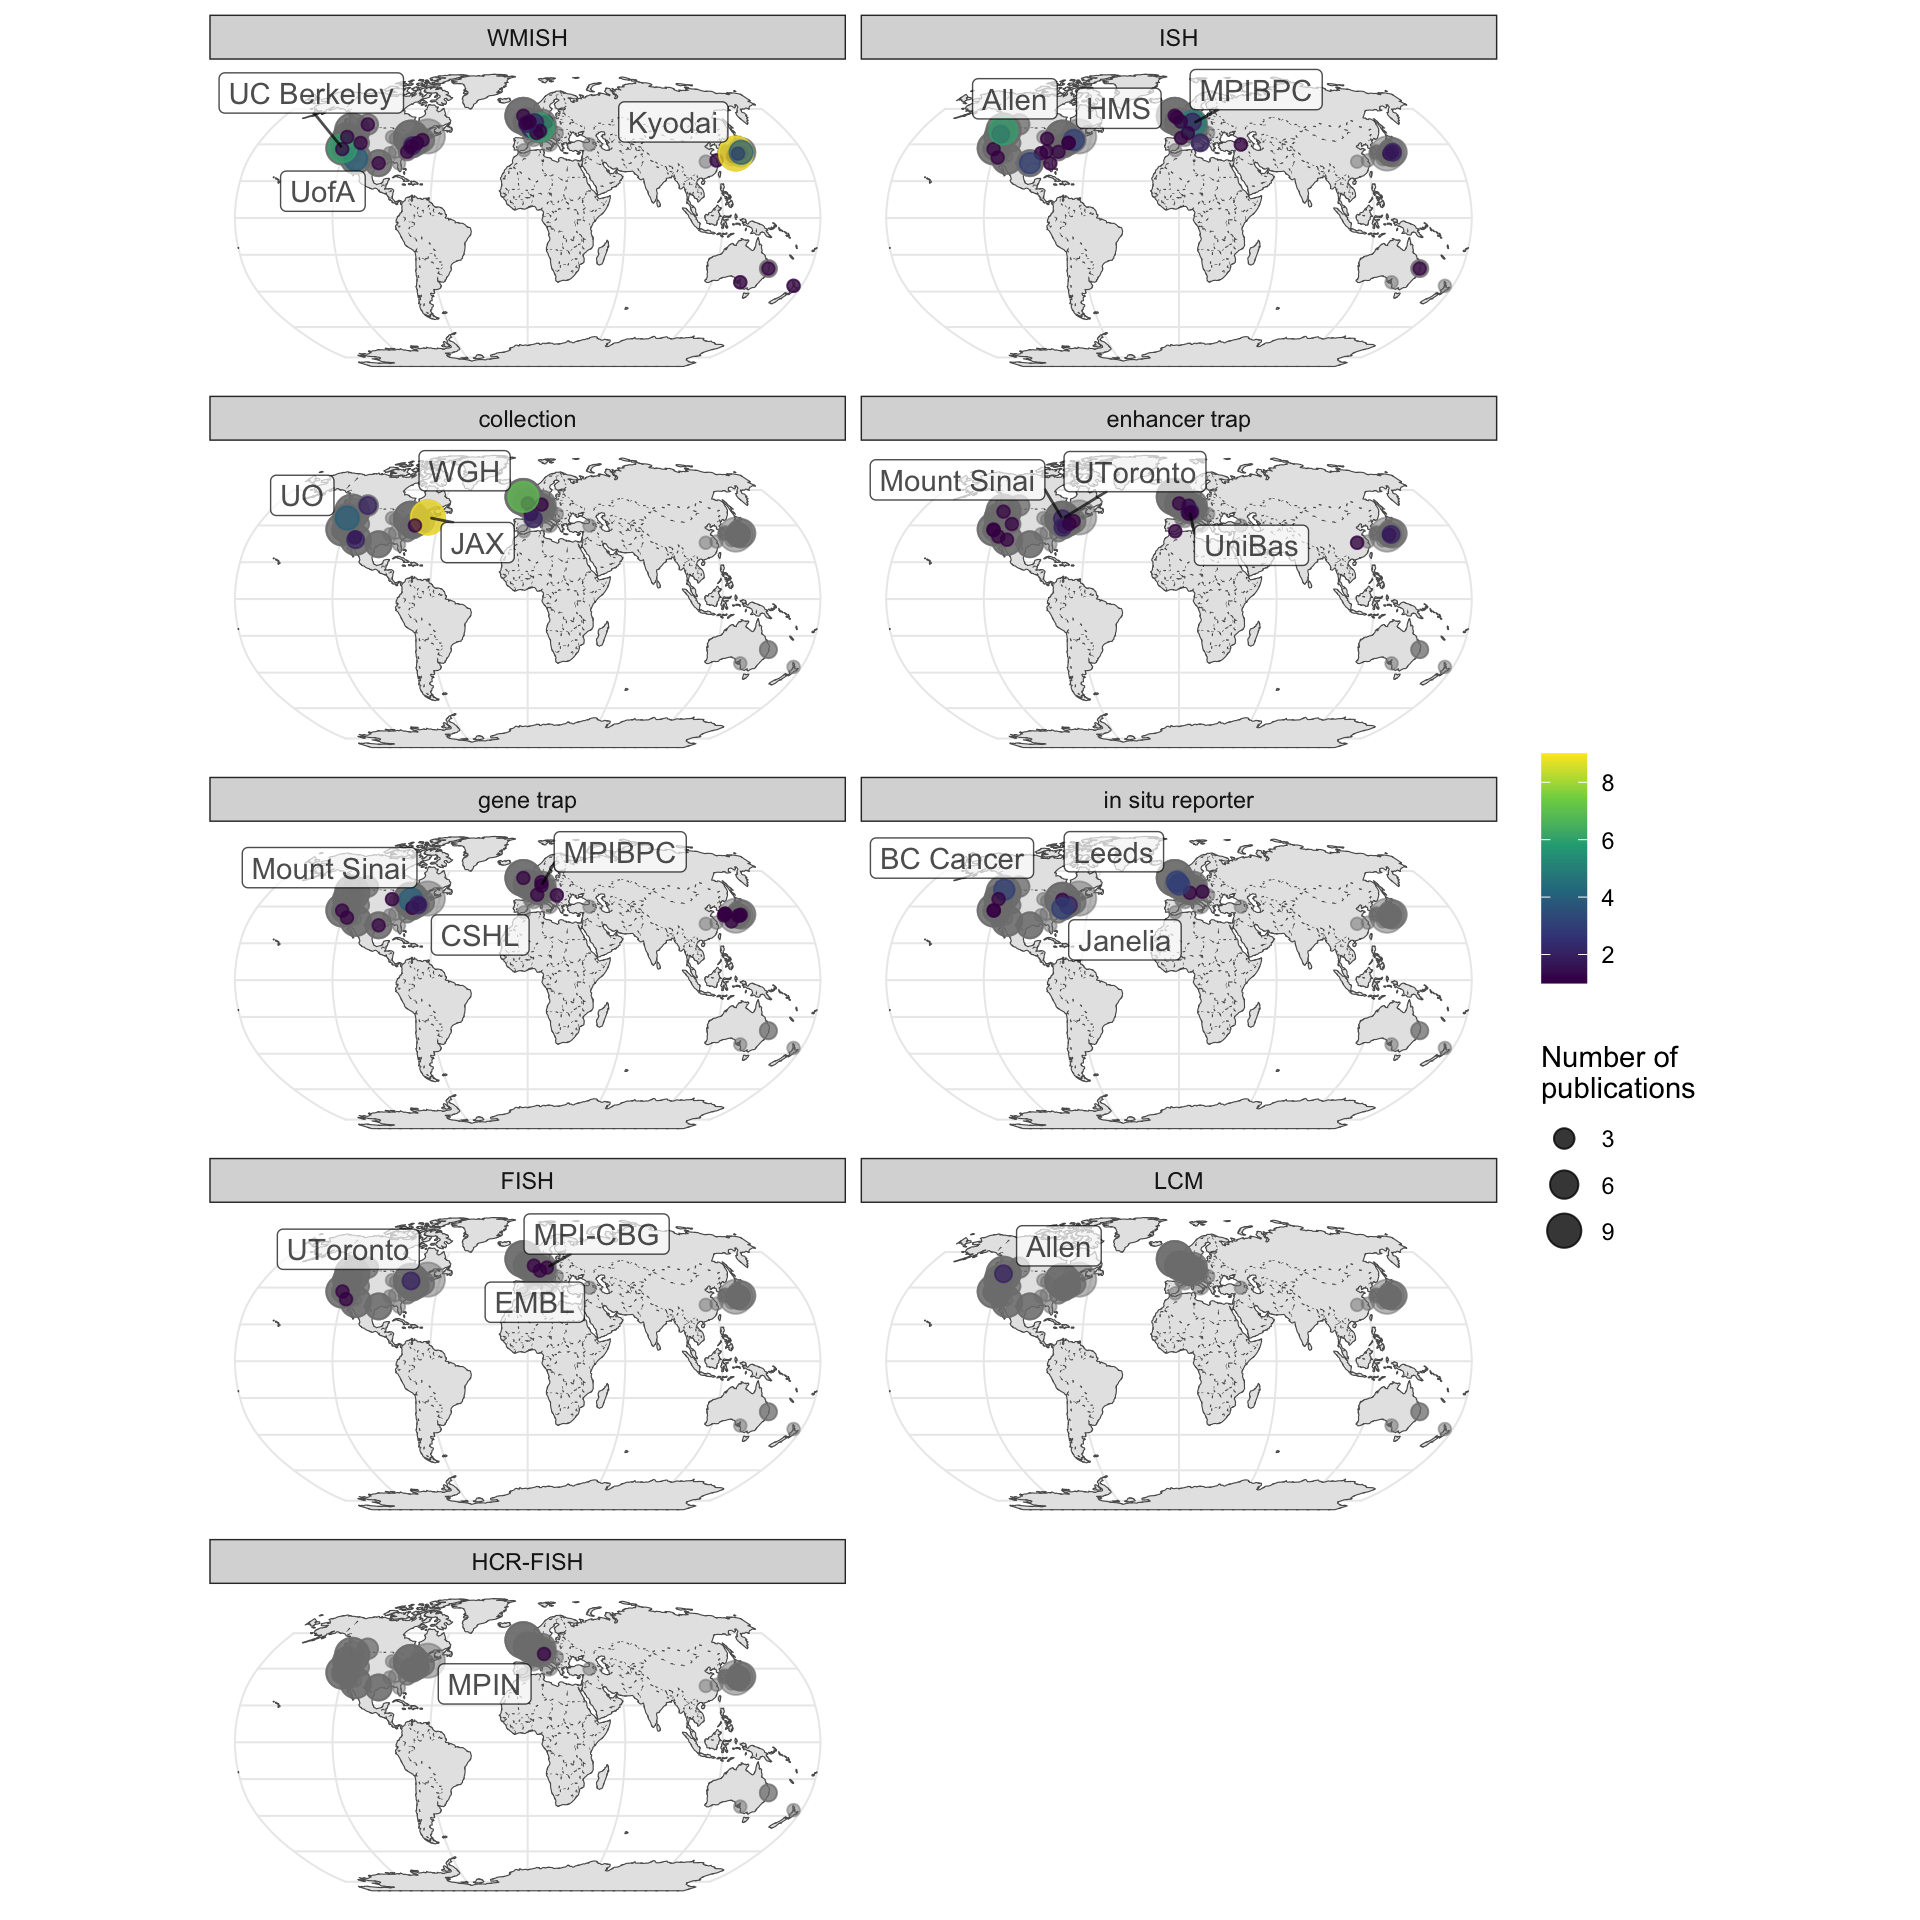 WMISH
ISH
UC Berkeley
Kyodai
UofA
Allen
HMS
MPIBPC
collection
enhancer trap
UO
WGH
JAX
Mount Sinai
UToronto
UniBas
gene trap
in situ reporter
Mount Sinai
MPIBPC
CSHL
BC Cancer
Leeds
Janelia
8
6
4
2
Number of
publications
3
6
9
FISH
LCM
UToronto
MPI-CBG
EMBL
Allen
HCR-FISH
MPIN